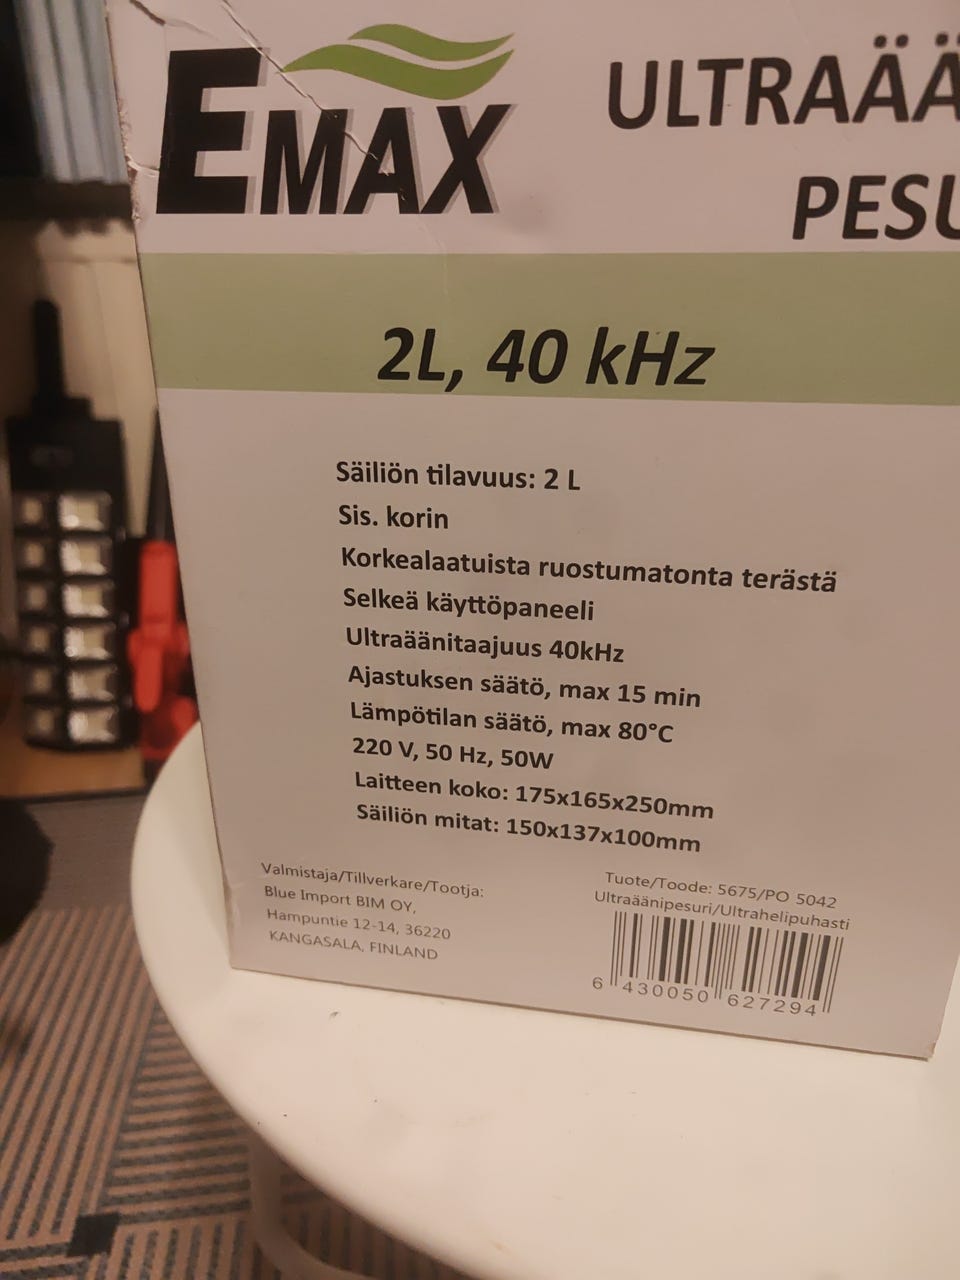 EMAX
ULTRAÄÄ
PESU
2L, 40 kHz
Säiliön tilavuus: 2 L
Sis. korin
Korkealaatuista ruostumatonta terästä
Selkeä käyttöpaneeli
Ultraäänitaajuus 40kHz
Ajastuksen säätö, max 15 min
Lämpötilan säätö, max 80°C
220 V, 50 Hz, 50W
Laitteen koko: 175x165x250mm
Säiliön mitat: 150x137x100mm
Valmistaja/Tillverkare/Tootja:
Blue Import BIM OY,
Hampuntie 12-14, 36220
KANGASALA, FINLAND
Tuote/Toode: 5675/PO 5042
Ultraäänipesuri/Ultrahelipuhasti
6 430050 627294